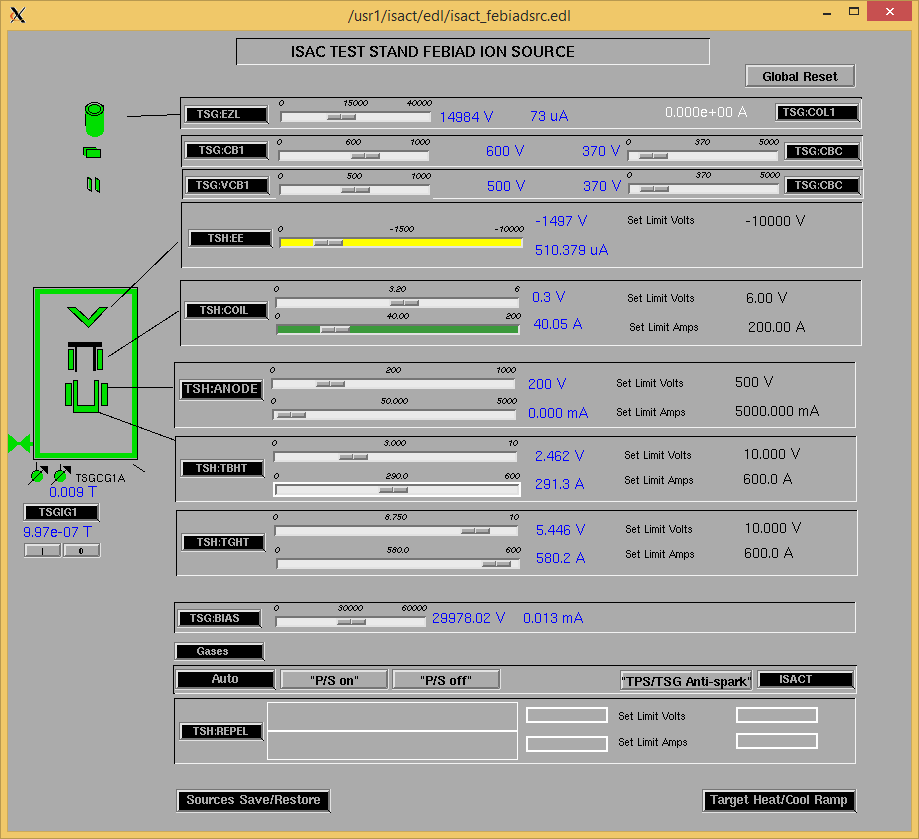 /usr1/isact/edl/isact_febiadsrc.edl
ISAC TEST STAND FEBIAD ION SOURCE
Global Reset
TSG:EZL 0 15000 40000 14984 V 73 uA 0.000e+00 A TSG:COL1
TSG:CB1 0 600 1000 600 V 370 V 0 370 5000 TSG:CBC
TSG:VCB1 0 500 1000 500 V 370 V 0 370 5000 TSG:CBC
TSH:EE 0 -1500 -10000 -1497 V Set Limit Volts -10000 V
510.379 uA
TSH:COIL 0 3.20 6 0.3 V Set Limit Volts 6.00 V
0 40.00 200 40.05 A Set Limit Amps 200.00 A
TSH:ANODE 0 200 1000 200 V Set Limit Volts 500 V
0 50.000 5000 0.000 mA Set Limit Amps 5000.000 mA
TSH:TBHT 0 3.000 10 2.462 V Set Limit Volts 10.000 V
0 290.0 600 291.3 A Set Limit Amps 600.0 A
TSGCG1A
0.009 T
TSGIG1
9.97e-07 T
I 0
TSH:TGHT 0 6.750 10 5.446 V Set Limit Volts 10.000 V
0 580.0 600 580.2 A Set Limit Amps 600.0 A
TSG:BIAS 0 30000 60000 29978.02 V 0.013 mA
Gases
Auto "P/S on" "P/S off" "TPS/TSG Anti-spark" ISACT
TSH:REPEL Set Limit Volts
Set Limit Amps
Sources Save/Restore Target Heat/Cool Ramp